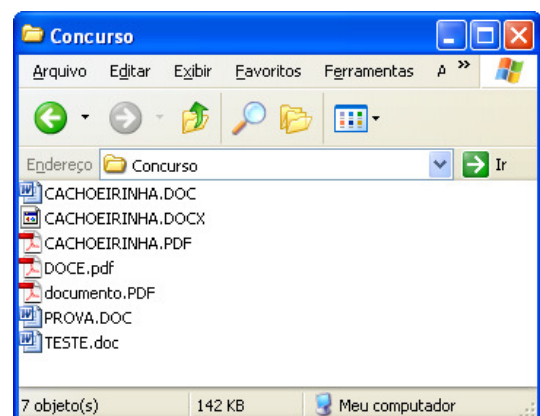 Concurso
Arquivo Editar Exibir Favoritos Ferramentas A »
Endereço Concurso Ir
CACHOEIRINHA.DOC
CACHOEIRINHA.DOCX
CACHOEIRINHA.PDF
DOCE.pdf
documento.PDF
PROVA.DOC
TESTE.doc
7 objeto(s) 142 KB Meu computador